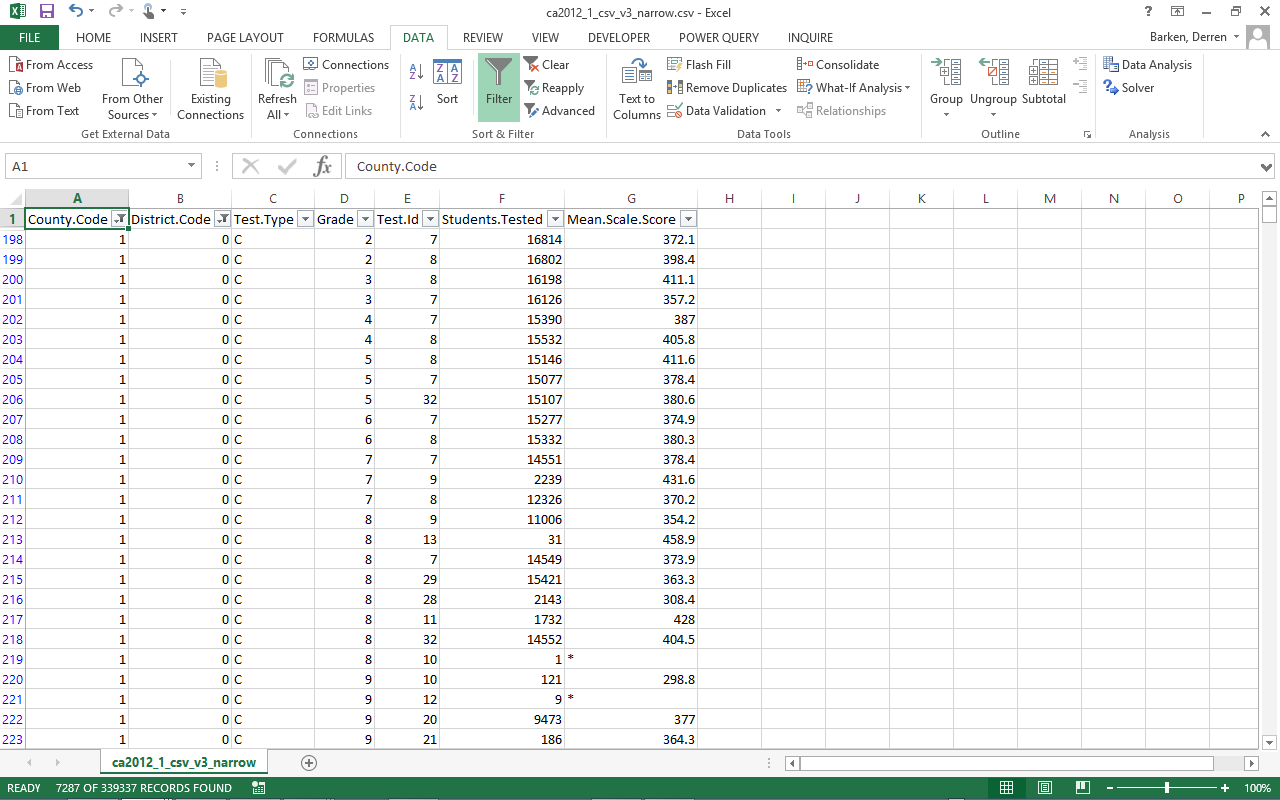 ca2012_1_csv_v3_narrow.csv - Excel
?
FILE HOME INSERT PAGE LAYOUT FORMULAS DATA REVIEW VIEW DEVELOPER POWER QUERY INQUIRE Barken, Derren
From Access
From Web
From Text
From Other Sources
Existing Connections
Get External Data
Refresh All
Connections
Properties
Edit Links
Connections
Sort
Filter
Clear
Reapply
Advanced
Sort & Filter
Text to Columns
Flash Fill
Remove Duplicates
Data Validation
Consolidate
What-If Analysis
Relationships
Data Tools
Group
Ungroup
Subtotal
Outline
Data Analysis
Solver
Analysis
A1 fx County.Code
A B C D E F G H I J K L M N O P
1 County.Code District.Code Test.Type Grade Test.Id Students.Tested Mean.Scale.Score
198 1 0 C 2 7 16814 372.1
199 1 0 C 2 8 16802 398.4
200 1 0 C 3 8 16198 411.1
201 1 0 C 3 7 16126 357.2
202 1 0 C 4 7 15390 387
203 1 0 C 4 8 15532 405.8
204 1 0 C 5 8 15146 411.6
205 1 0 C 5 7 15077 378.4
206 1 0 C 5 32 15107 380.6
207 1 0 C 6 7 15277 374.9
208 1 0 C 6 8 15332 380.3
209 1 0 C 7 7 14551 378.4
210 1 0 C 7 9 2239 431.6
211 1 0 C 7 8 12326 370.2
212 1 0 C 8 9 11006 354.2
213 1 0 C 8 13 31 458.9
214 1 0 C 8 7 14549 373.9
215 1 0 C 8 29 15421 363.3
216 1 0 C 8 28 2143 308.4
217 1 0 C 8 11 1732 428
218 1 0 C 8 32 14552 404.5
219 1 0 C 8 10 1 *
220 1 0 C 9 10 121 298.8
221 1 0 C 9 12 9 *
222 1 0 C 9 20 9473 377
223 1 0 C 9 21 186 364.3
ca2012_1_csv_v3_narrow
READY 7287 OF 339337 RECORDS FOUND 100%